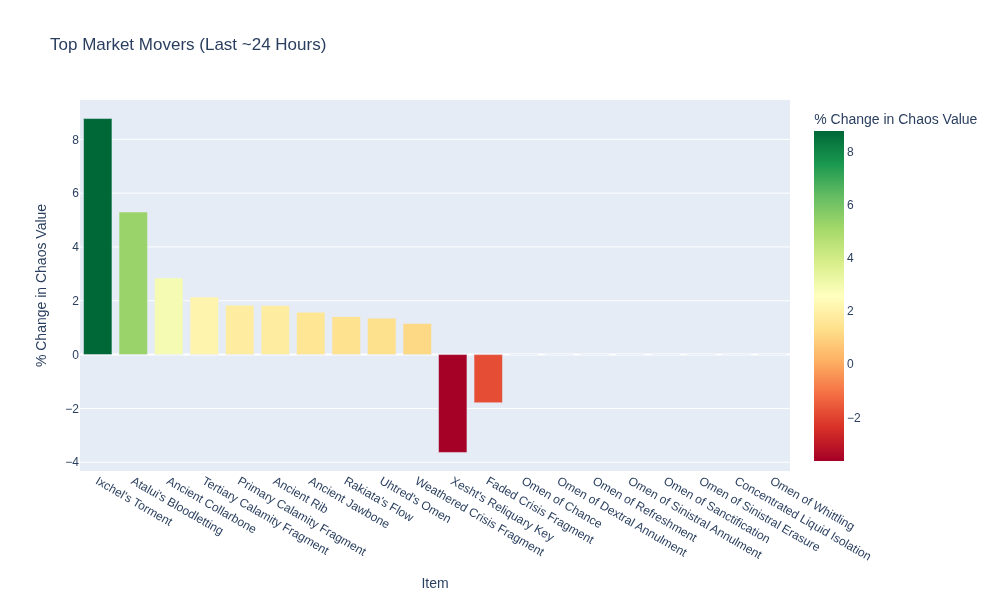 Top Market Movers (Last ~24 Hours)
% Change in Chaos Value
8
6
4
2
0
−2
−4
% Change in Chaos Value
8
6
4
2
0
−2
Ixchel's Torment
Atalui's Bloodletting
Ancient Collarbone
Tertiary Calamity Fragment
Primary Calamity Fragment
Ancient Rib
Ancient Jawbone
Rakiata's Flow
Uhtred's Omen
Weathered Crisis Fragment
Xesht's Reliquary Key
Faded Crisis Fragment
Omen of Chance
Omen of Dextral Annulment
Omen of Refreshment
Omen of Sinistral Annulment
Omen of Sanctification
Omen of Sinistral Erasure
Concentrated Liquid Isolation
Omen of Whittling
Item